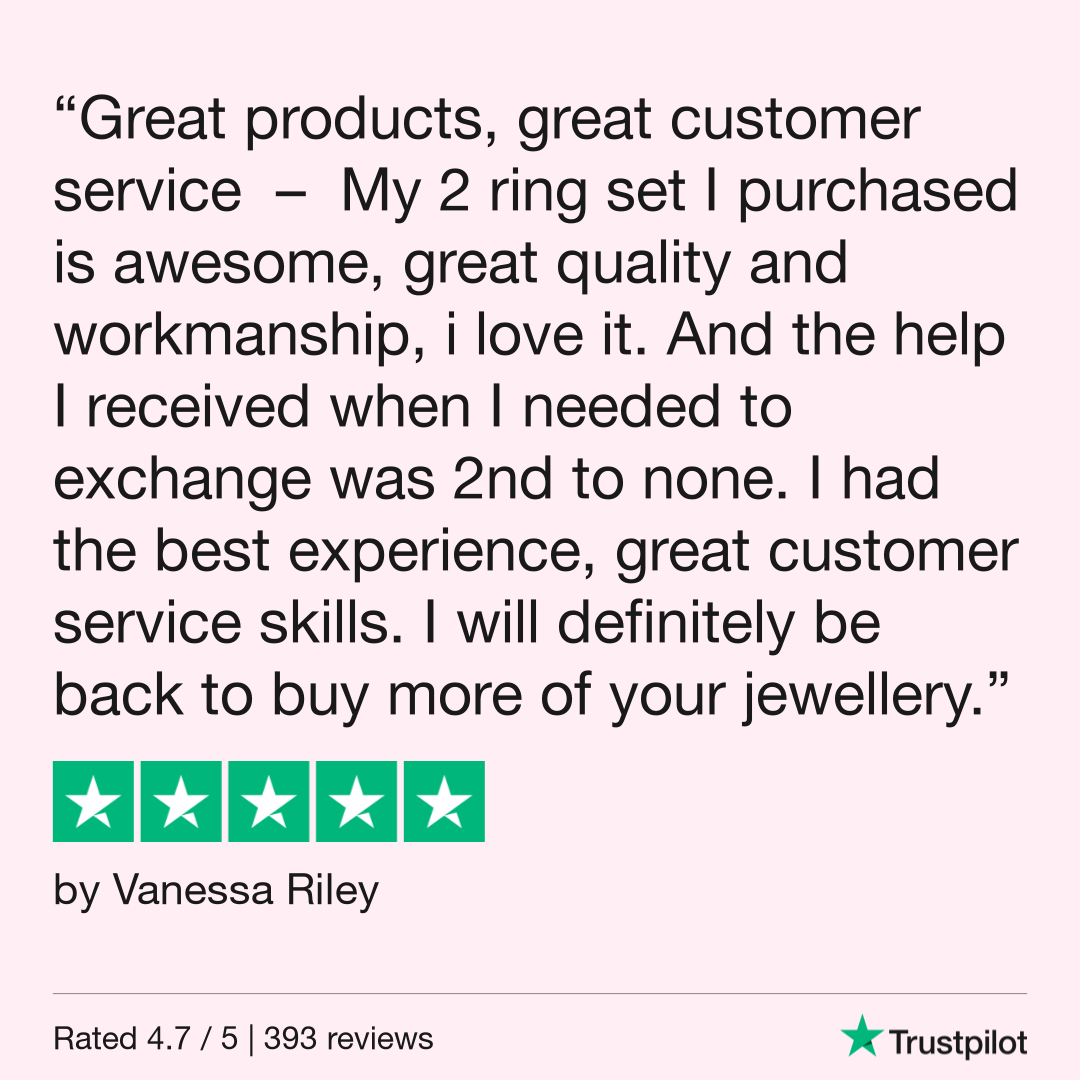 “Great products, great customer
service – My 2 ring set I purchased
is awesome, great quality and
workmanship, i love it. And the help
I received when I needed to
exchange was 2nd to none. I had
the best experience, great customer
service skills. I will definitely be
back to buy more of your jewellery.”
by Vanessa Riley
Rated 4.7 / 5 | 393 reviews
Trustpilot